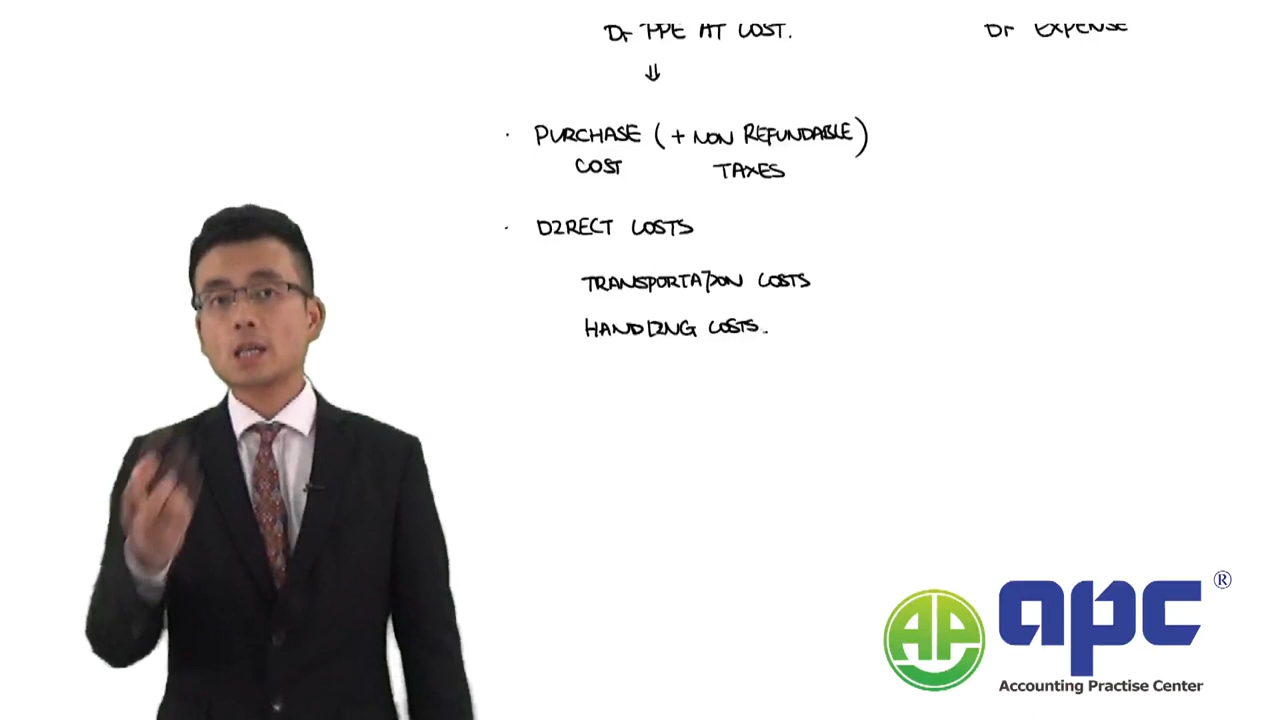 Dr PPE AT COST.
Dr EXPENSE
⇓
· PURCHASE (+ NON REFUNDABLE)
COST TAXES
· DIRECT COSTS
TRANSPORTATION COSTS
HANDLING COSTS.
AP
apc®
Accounting Practise Center